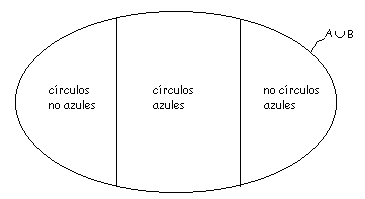 A∪B
círculos
no azules
círculos
azules
no círculos
azules